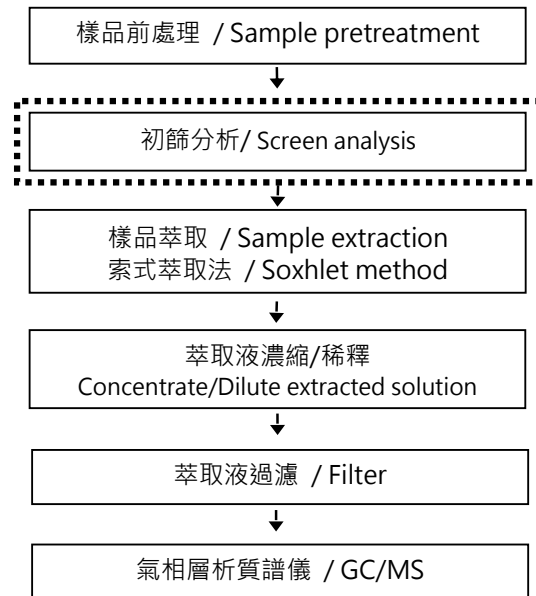 樣品前處理 / Sample pretreatment
初篩分析/ Screen analysis
樣品萃取 / Sample extraction
索式萃取法 / Soxhlet method
萃取液濃縮/稀釋
Concentrate/Dilute extracted solution
萃取液過濾 / Filter
氣相層析質譜儀 / GC/MS